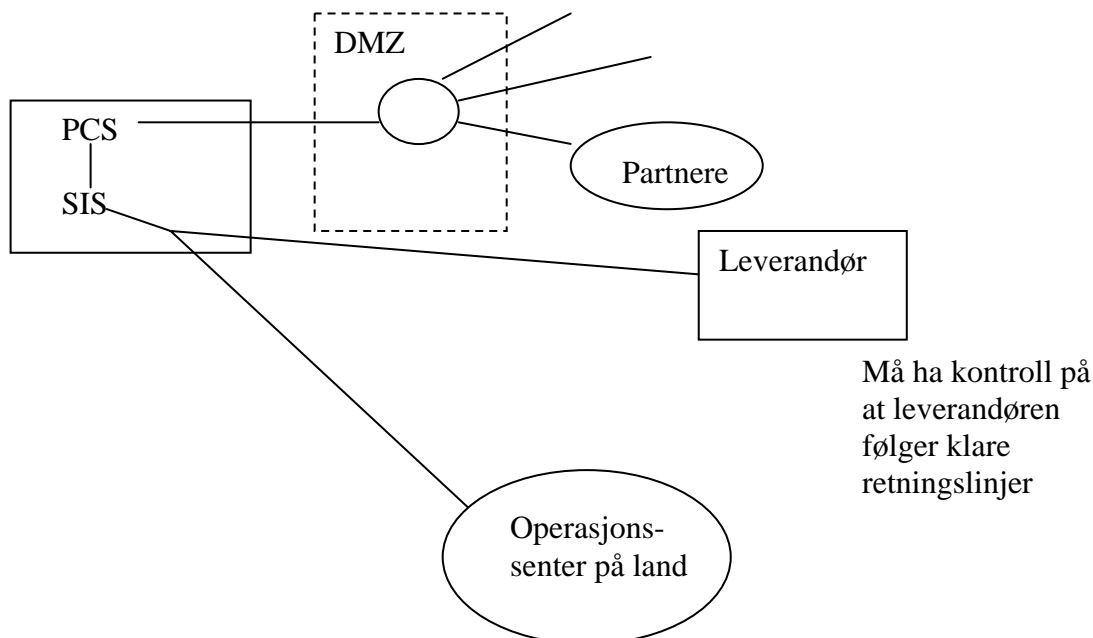 DMZ
PCS
SIS
Partnere
Leverandør
Må ha kontroll på
at leverandøren
følger klare
retningslinjer
Operasjons-
senter på land